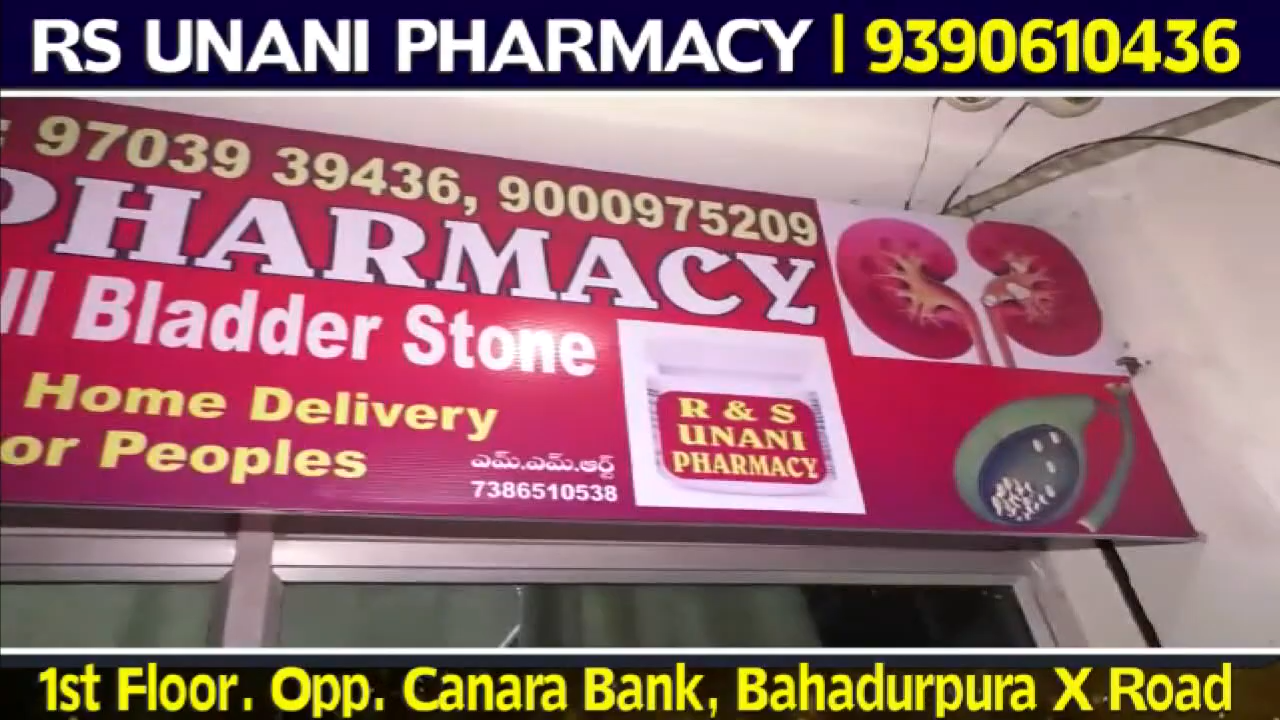 RS UNANI PHARMACY | 9390610436
: 97039 39436, 9000975209
PHARMACY
ll Bladder Stone
Home Delivery
or Peoples
ఎమ్.ఎమ్.ఆర్ట్
7386510538
R & S
UNANI
PHARMACY
1st Floor. Opp. Canara Bank, Bahadurpura X Road